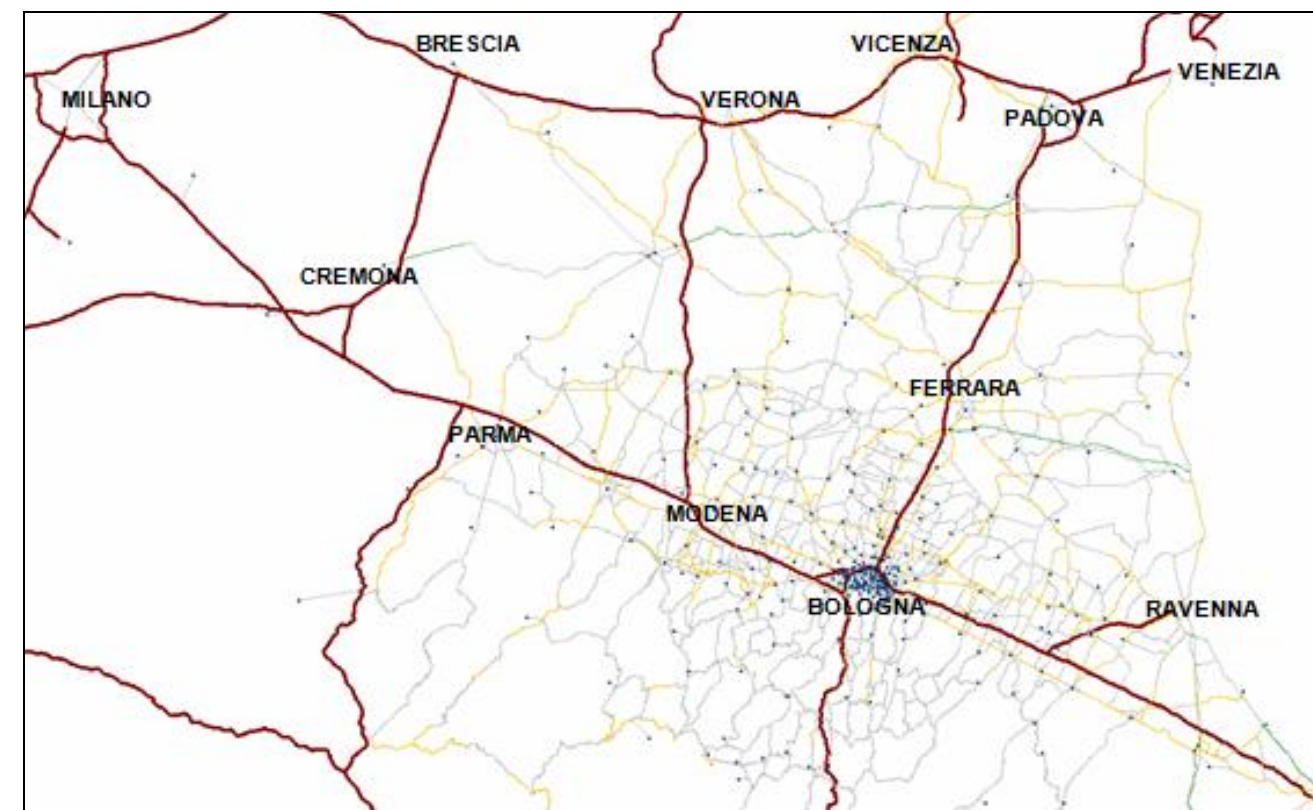 BRESCIA
VICENZA
VENEZIA
MILANO
VERONA
PADOVA
CREMONA
FERRARA
PARMA
MODENA
BOLOGNA
RAVENNA